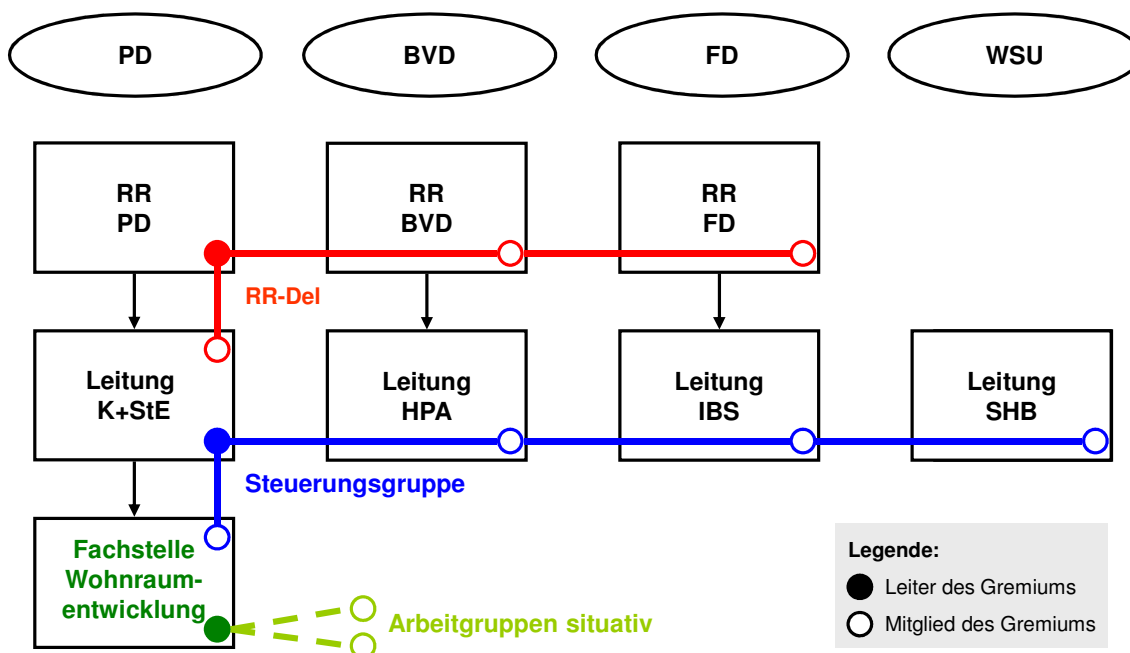 PD
BVD
FD
WSU
RR
PD
RR
BVD
RR
FD
RR-Del
Leitung
K+StE
Leitung
HPA
Leitung
IBS
Leitung
SHB
Steuerungsgruppe
Fachstelle
Wohnraum-
entwicklung
Arbeitgruppen situativ
Legende:
Leiter des Gremiums
Mitglied des Gremiums